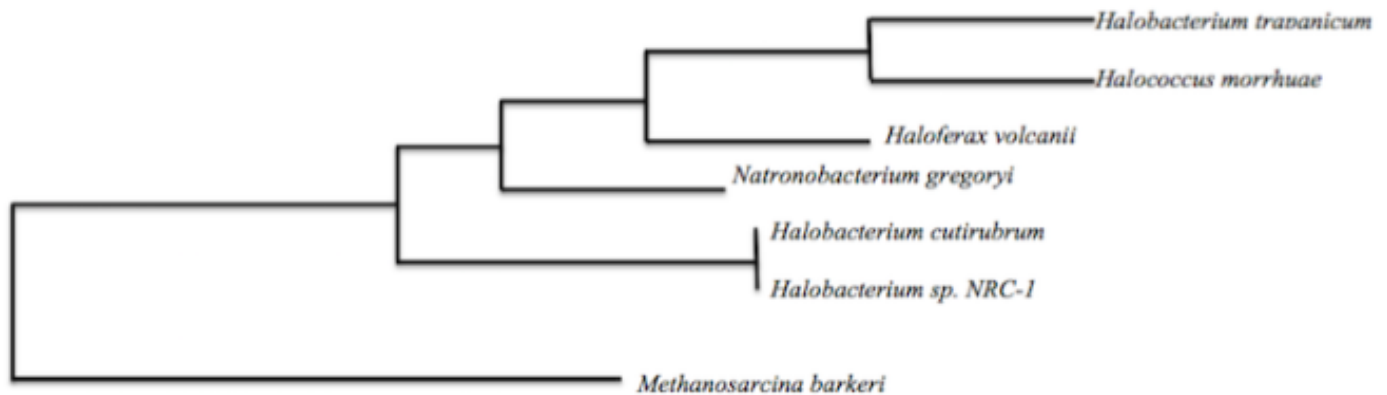 Halobacterium trapanicum
Halococcus morrhuae
Haloferax volcanii
Natronobacterium gregoryi
Halobacterium cutirubrum
Halobacterium sp. NRC-1
Methanosarcina barkeri